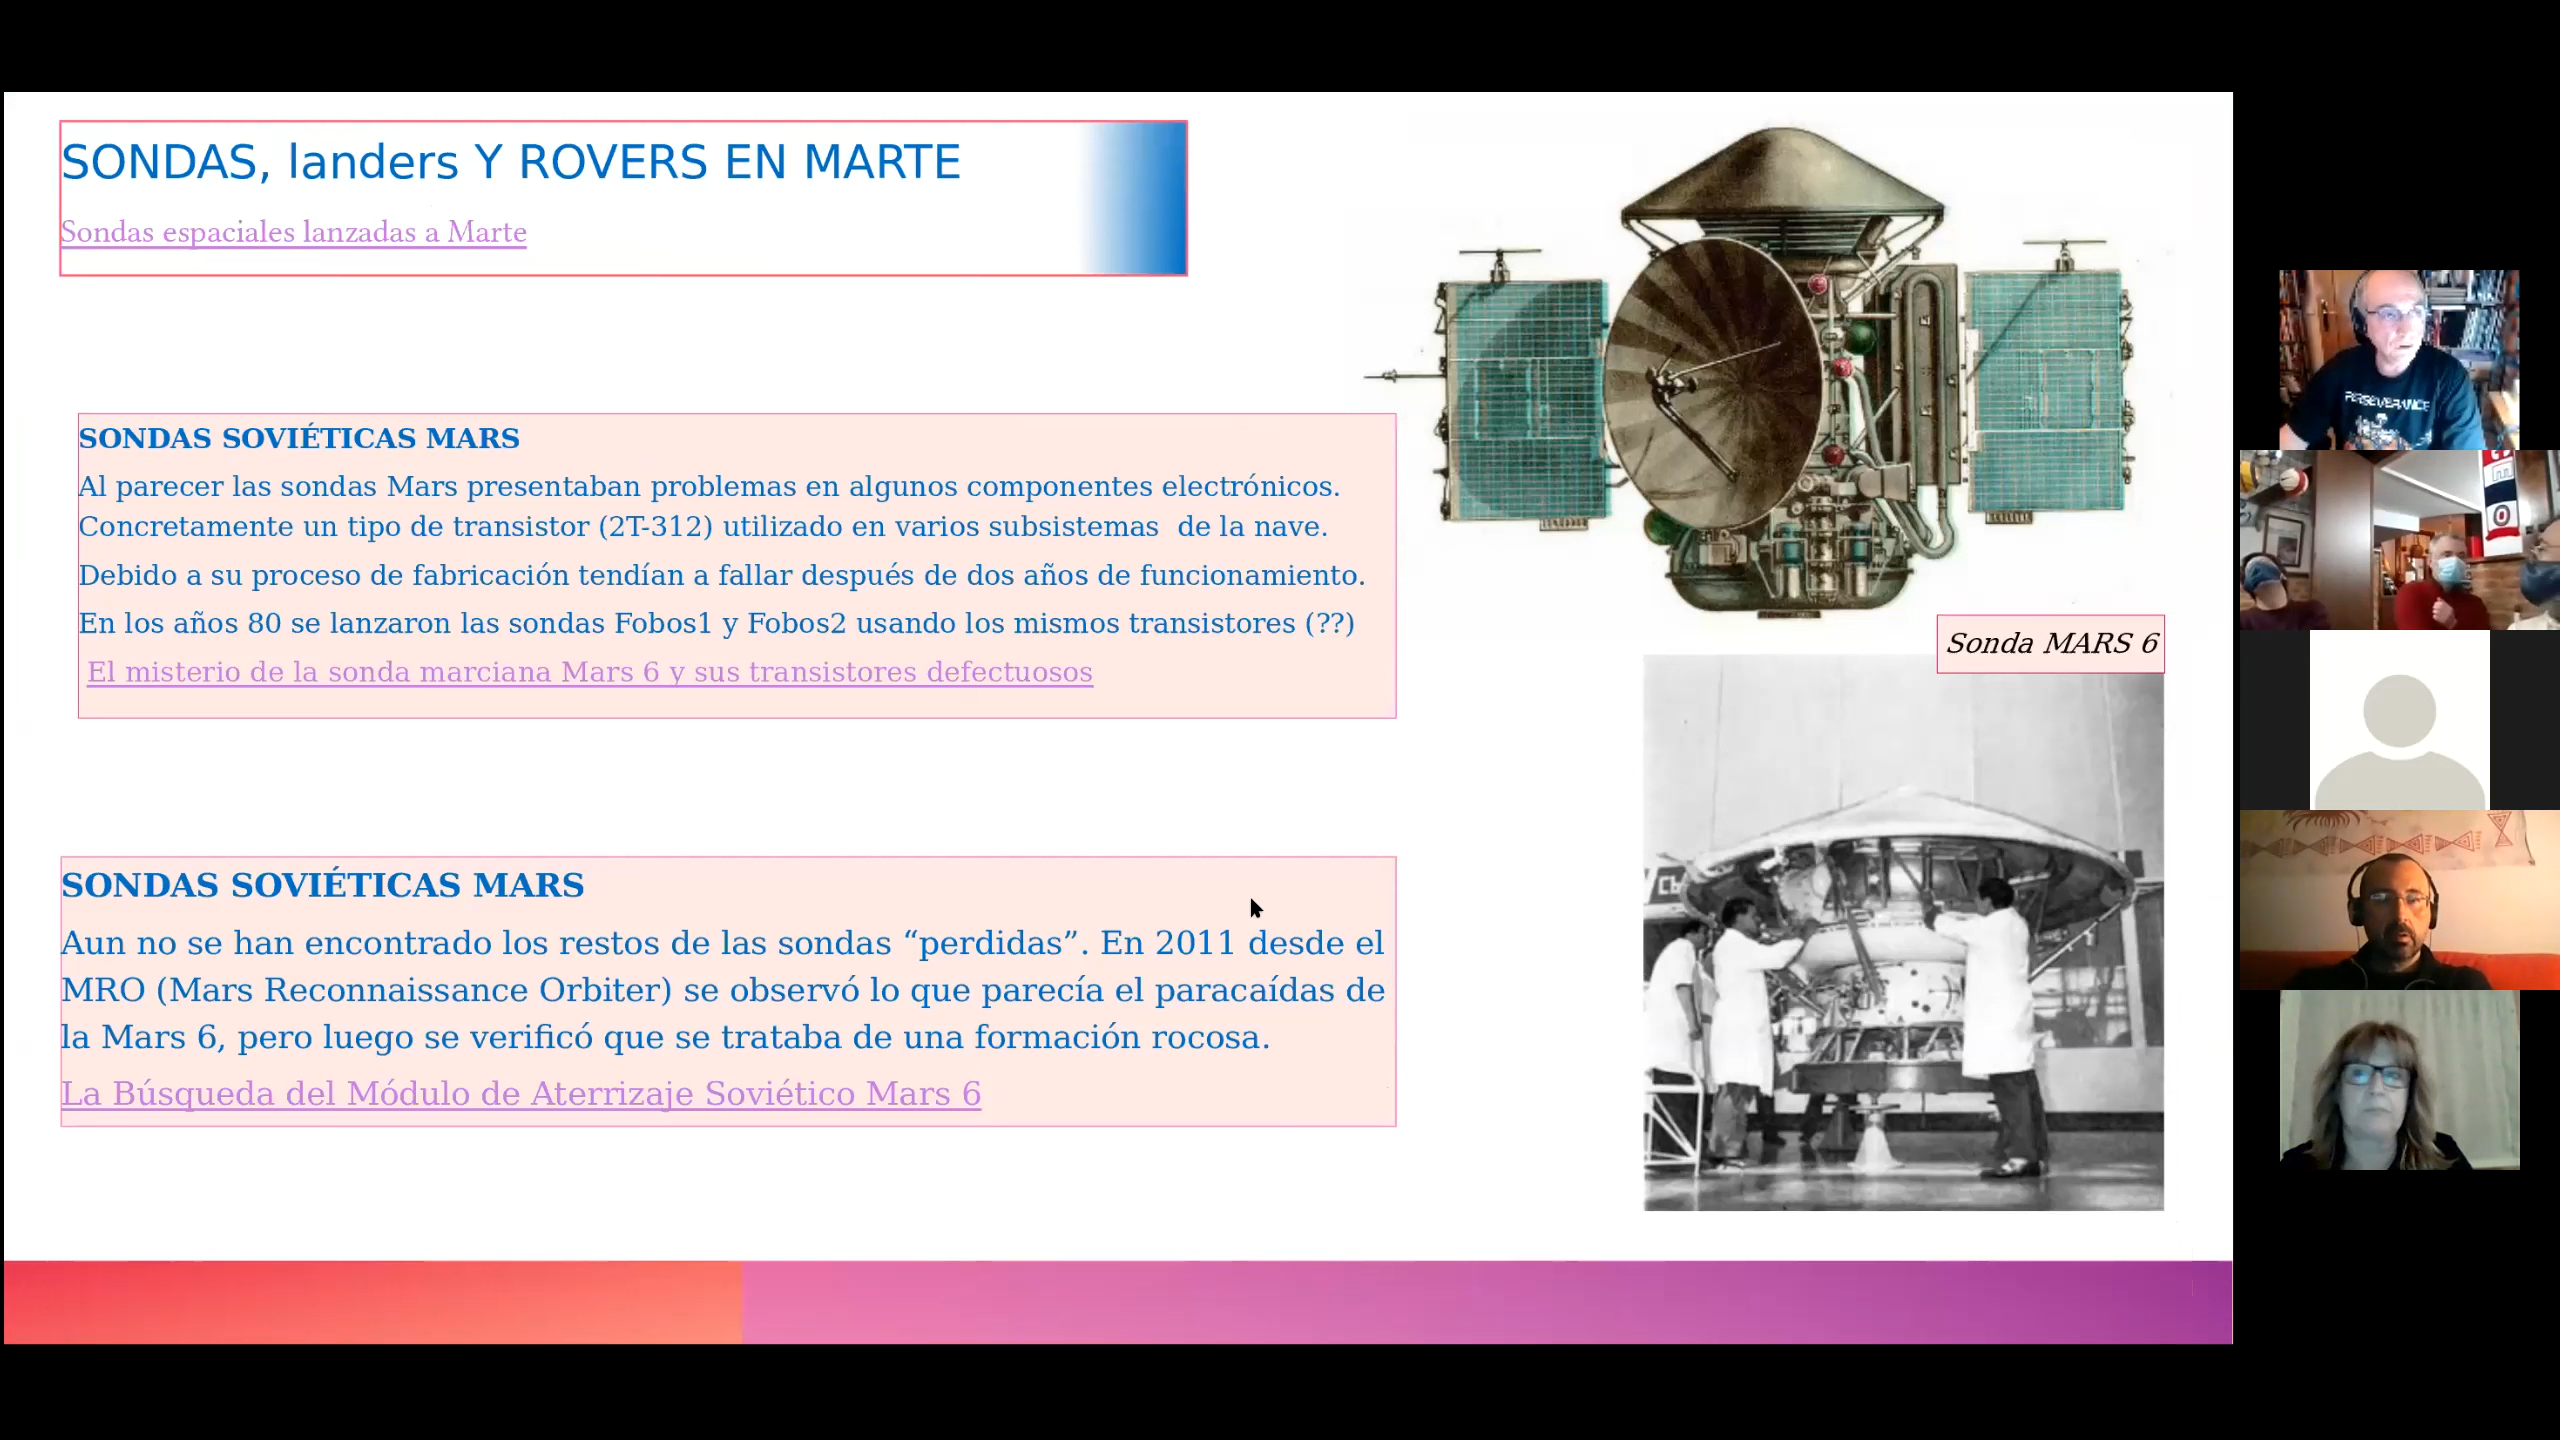 SONDAS, landers Y ROVERS EN MARTE
Sondas espaciales lanzadas a Marte
SONDAS SOVIÉTICAS MARS
Al parecer las sondas Mars presentaban problemas en algunos componentes electrónicos.
Concretamente un tipo de transistor (2T-312) utilizado en varios subsistemas  de la nave.
Debido a su proceso de fabricación tendían a fallar después de dos años de funcionamiento.
En los años 80 se lanzaron las sondas Fobos1 y Fobos2 usando los mismos transistores (??)
El misterio de la sonda marciana Mars 6 y sus transistores defectuosos
Sonda MARS 6
SONDAS SOVIÉTICAS MARS
Aun no se han encontrado los restos de las sondas “perdidas”. En 2011 desde el
MRO (Mars Reconnaissance Orbiter) se observó lo que parecía el paracaídas de
la Mars 6, pero luego se verificó que se trataba de una formación rocosa.
La Búsqueda del Módulo de Aterrizaje Soviético Mars 6
PERSEVERANCE